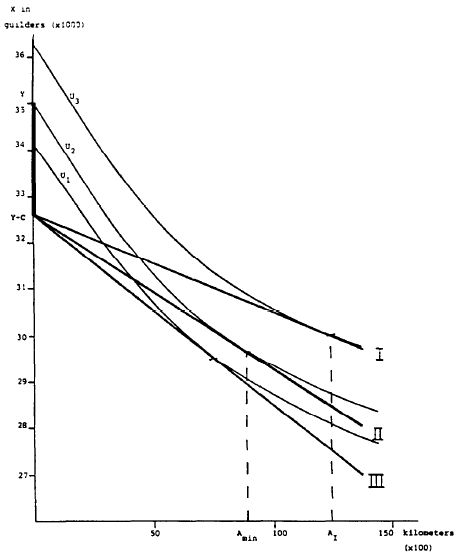 X in
guilders (x1000)
36
Y
35
34
33
Y-C
32
31
30
29
28
27
U3
U2
U1
I
II
III
50
Amin
100
AI
150
kilometers
(x100)